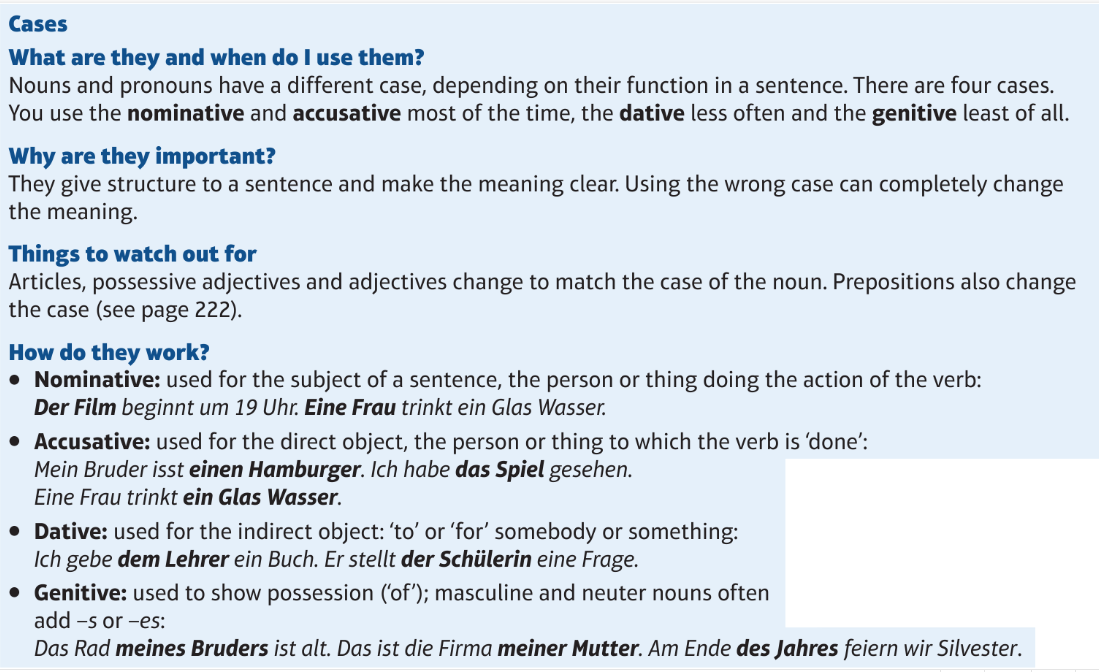 Cases
What are they and when do I use them?
Nouns and pronouns have a different case, depending on their function in a sentence. There are four cases.
You use the nominative and accusative most of the time, the dative less often and the genitive least of all.
Why are they important?
They give structure to a sentence and make the meaning clear. Using the wrong case can completely change
the meaning.
Things to watch out for
Articles, possessive adjectives and adjectives change to match the case of the noun. Prepositions also change
the case (see page 222).
How do they work?
• Nominative: used for the subject of a sentence, the person or thing doing the action of the verb:
Der Film beginnt um 19 Uhr. Eine Frau trinkt ein Glas Wasser.
• Accusative: used for the direct object, the person or thing to which the verb is ‘done’:
Mein Bruder isst einen Hamburger. Ich habe das Spiel gesehen.
Eine Frau trinkt ein Glas Wasser.
• Dative: used for the indirect object: ‘to’ or ‘for’ somebody or something:
Ich gebe dem Lehrer ein Buch. Er stellt der Schülerin eine Frage.
• Genitive: used to show possession (‘of’); masculine and neuter nouns often
add –s or –es:
Das Rad meines Bruders ist alt. Das ist die Firma meiner Mutter. Am Ende des Jahres feiern wir Silvester.